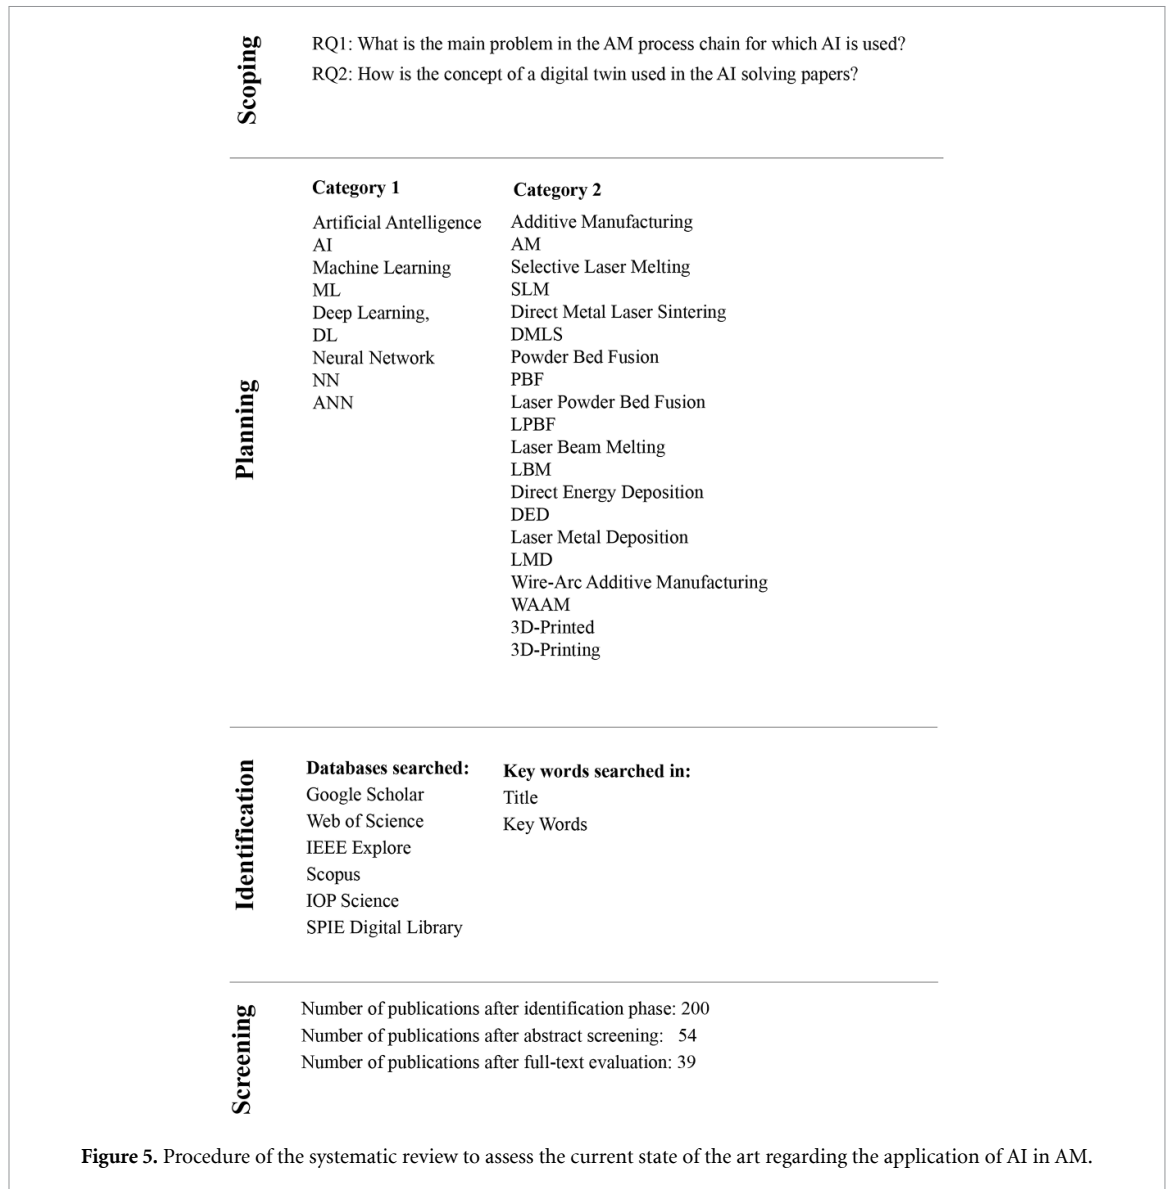 Scoping
RQ1: What is the main problem in the AM process chain for which AI is used?
RQ2: How is the concept of a digital twin used in the AI solving papers?
Planning
Category 1
Artificial Antelligence
AI
Machine Learning
ML
Deep Learning,
DL
Neural Network
NN
ANN
Category 2
Additive Manufacturing
AM
Selective Laser Melting
SLM
Direct Metal Laser Sintering
DMLS
Powder Bed Fusion
PBF
Laser Powder Bed Fusion
LPBF
Laser Beam Melting
LBM
Direct Energy Deposition
DED
Laser Metal Deposition
LMD
Wire-Arc Additive Manufacturing
WAAM
3D-Printed
3D-Printing
Identification
Databases searched:
Google Scholar
Web of Science
IEEE Explore
Scopus
IOP Science
SPIE Digital Library
Key words searched in:
Title
Key Words
Screening
Number of publications after identification phase: 200
Number of publications after abstract screening: 54
Number of publications after full-text evaluation: 39
Figure 5. Procedure of the systematic review to assess the current state of the art regarding the application of AI in AM.